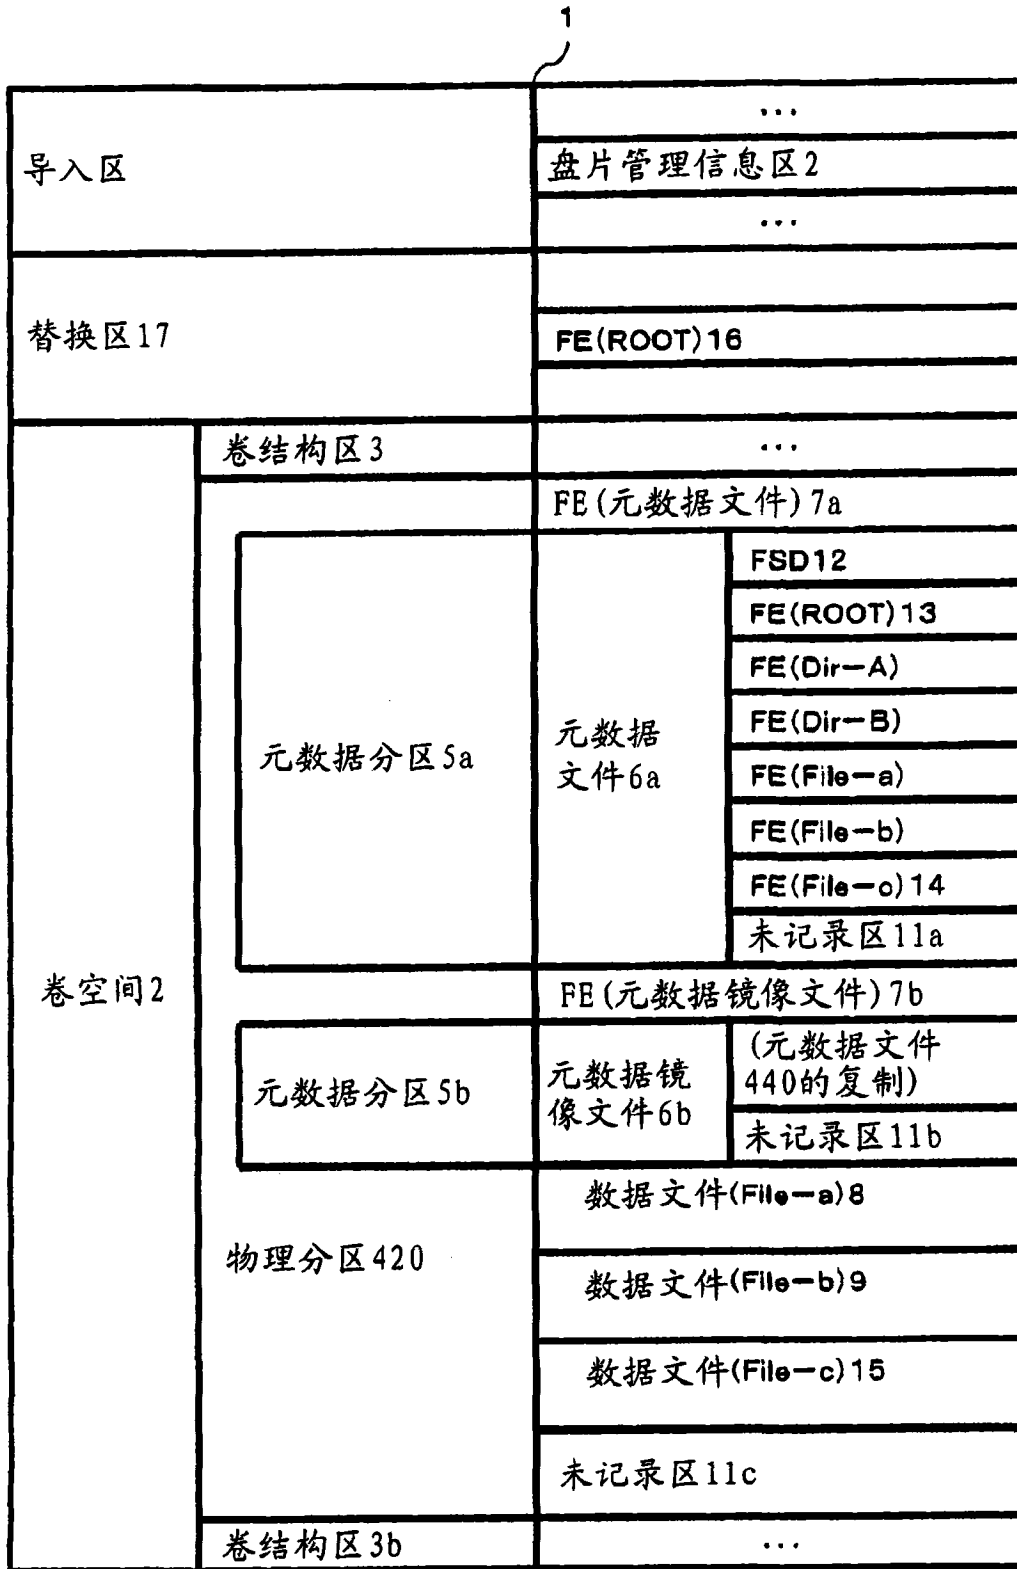 1
...
导入区
盘片管理信息区2
...
替换区17
FE(ROOT)16
卷结构区3
...
FE(元数据文件)7a
FSD12
FE(ROOT)13
FE(Dir-A)
FE(Dir-B)
元数据分区5a
元数据
文件6a
FE(File-a)
FE(File-b)
FE(File-c)14
未记录区11a
卷空间2
FE(元数据镜像文件)7b
元数据分区5b
元数据镜
像文件6b
(元数据文件
440的复制)
未记录区11b
数据文件(File-a)8
物理分区420
数据文件(File-b)9
数据文件(File-c)15
未记录区11c
卷结构区3b
...